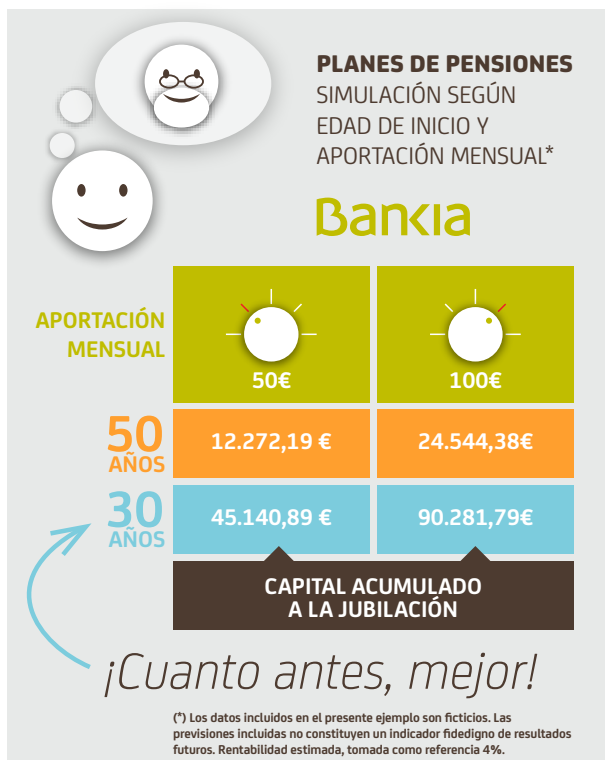 PLANES DE PENSIONES
SIMULACIÓN SEGÚN
EDAD DE INICIO Y
APORTACIÓN MENSUAL*
Bankia
APORTACIÓN
MENSUAL
50€
100€
50
AÑOS
12.272,19 €
24.544,38€
30
AÑOS
45.140,89 €
90.281,79€
CAPITAL ACUMULADO
A LA JUBILACIÓN
¡Cuanto antes, mejor!
(*) Los datos incluidos en el presente ejemplo son ficticios. Las
previsiones incluidas no constituyen un indicador fidedigno de resultados
futuros. Rentabilidad estimada, tomada como referencia 4%.